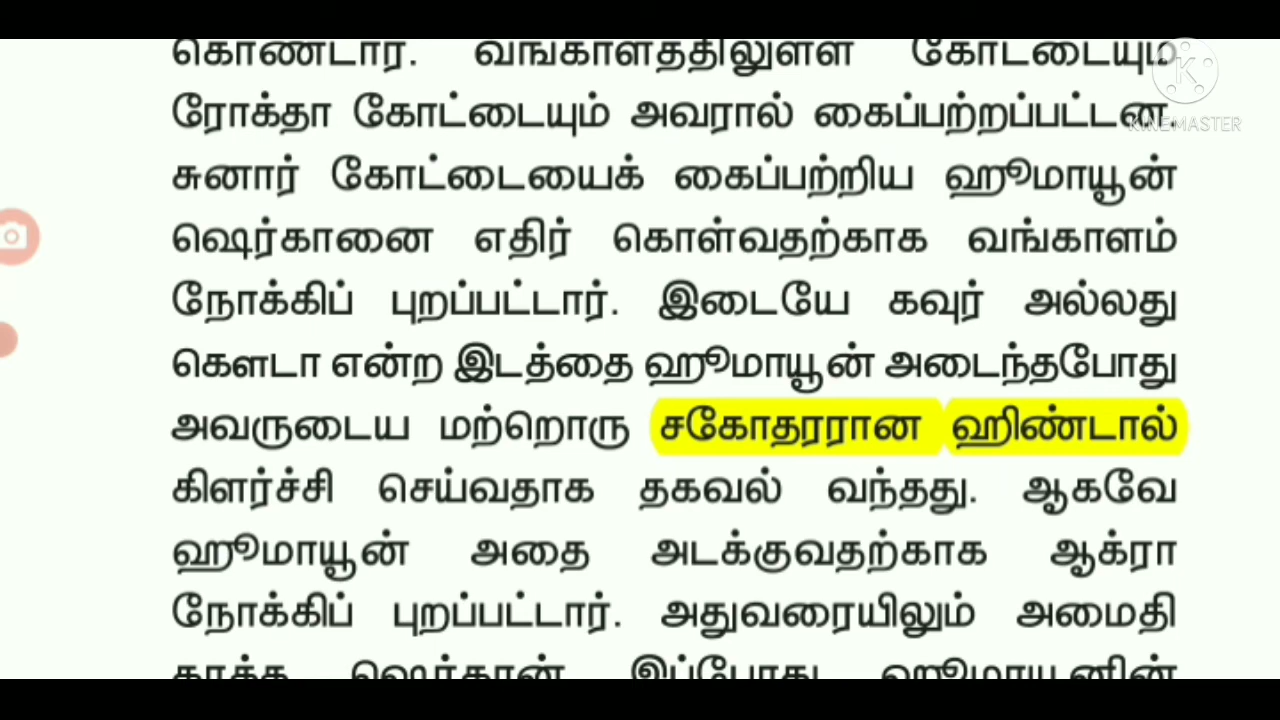 கொண்டார். வங்காளத்திலுள்ள கோட்டையும்
ரோக்தா கோட்டையும் அவரால் கைப்பற்றப்பட்டன.
சுனார் கோட்டையைக் கைப்பற்றிய ஹூமாயூன்
ஷெர்கானை எதிர் கொள்வதற்காக வங்காளம்
நோக்கிப் புறப்பட்டார். இடையே கவுர் அல்லது
கௌடா என்ற இடத்தை ஹூமாயூன் அடைந்தபோது
அவருடைய மற்றொரு சகோதரரான ஹிண்டால்
கிளர்ச்சி செய்வதாக தகவல் வந்தது. ஆகவே
ஹூமாயூன் அதை அடக்குவதற்காக ஆக்ரா
நோக்கிப் புறப்பட்டார். அதுவரையிலும் அமைதி
காத்த ஷெர்கான் இப்போது ஹூமாயூனின்
K
KINEMASTER